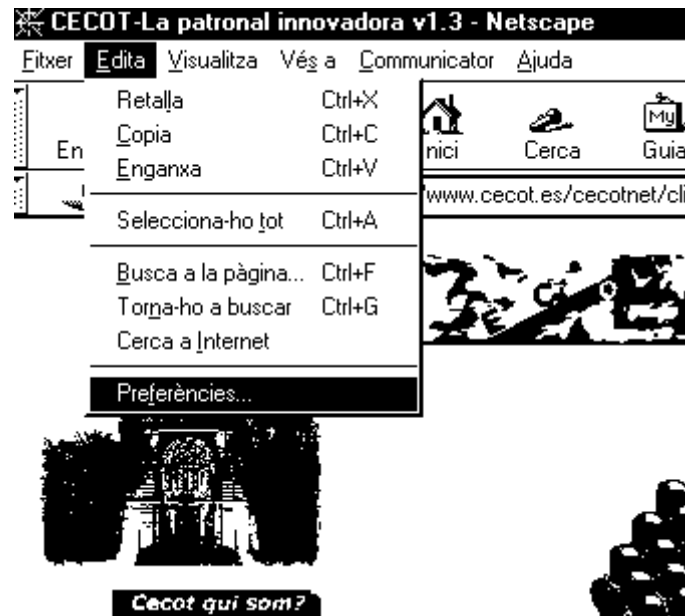 CECOT-La patronal innovadora v1.3 - Netscape
Fitxer Edita Visualitza Vés a Communicator Ajuda
Retalla Ctrl+X
Copia Ctrl+C
Enganxa Ctrl+V
Selecciona-ho tot Ctrl+A
Busca a la pàgina... Ctrl+F
Torna-ho a buscar Ctrl+G
Cerca a Internet
Preferències...
En
nici Cerca Guia
My
www.cecot.es/cecotnet/cli
Cecot qui som?